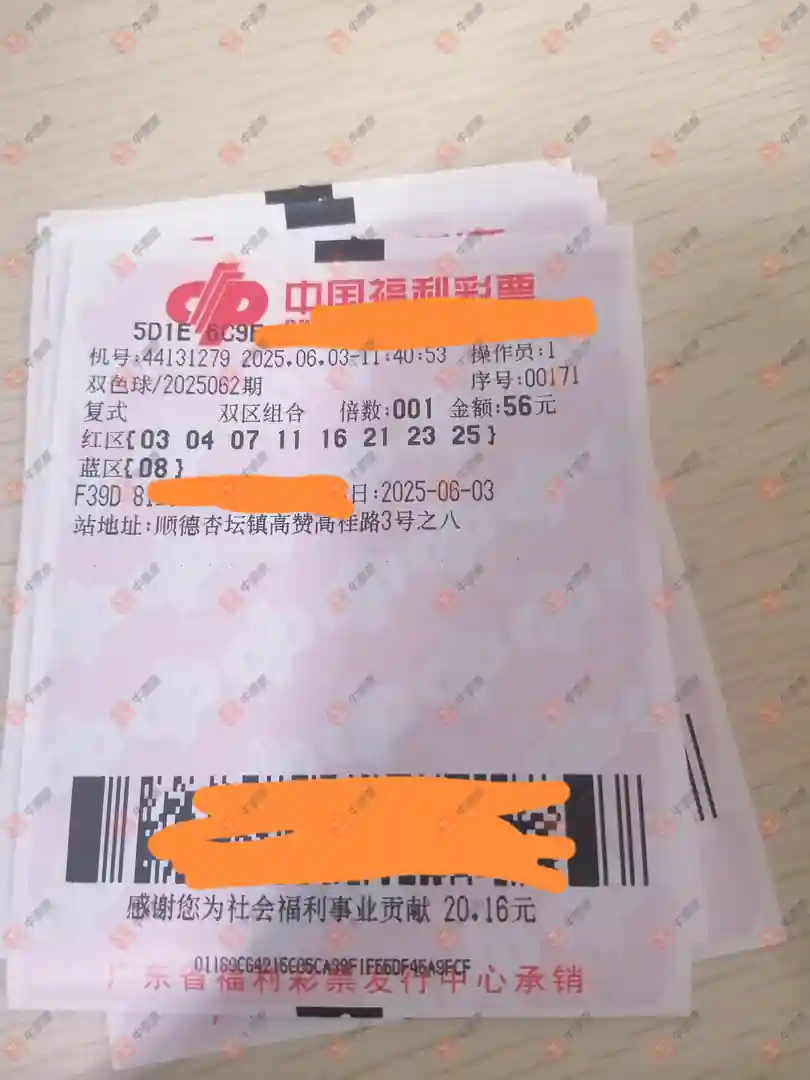 中国福利彩票
5D1E 6C9F
机号:44131279 2025.06.03-11:40:53 操作员:1
双色球/2025062期 序号:00171
复式 双区组合 倍数:001 金额:56元
红区{03 04 07 11 16 21 23 25}
蓝区{08}
F39D 日:2025-06-03
站地址:顺德杏坛镇高赞高桂路3号之八
感谢您为社会福利事业贡献 20.16元
广东省福利彩票发行中心承销